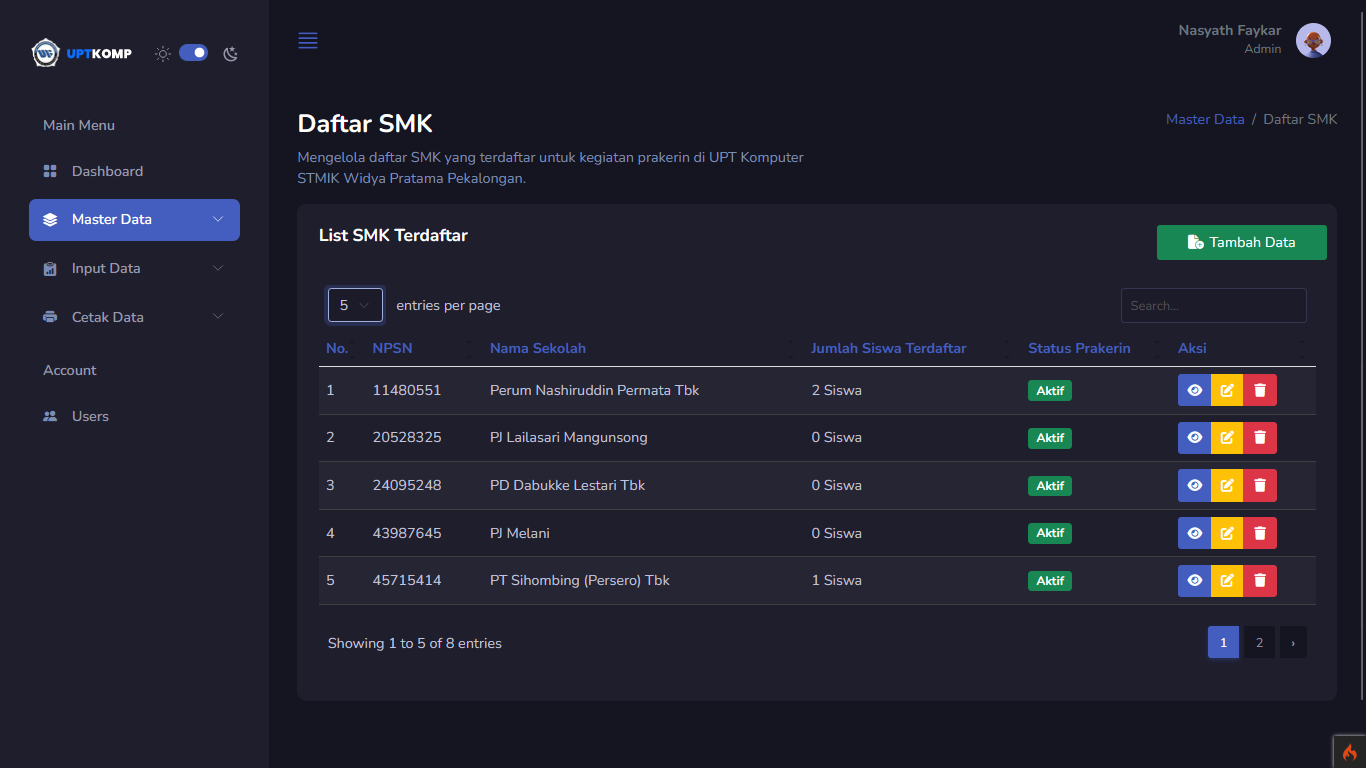 UPTKOMP
Nasyath Faykar
Admin
Main Menu
Dashboard
Master Data
Input Data
Cetak Data
Account
Users
Daftar SMK
Master Data / Daftar SMK
Mengelola daftar SMK yang terdaftar untuk kegiatan prakerin di UPT Komputer
STMIK Widya Pratama Pekalongan.
List SMK Terdaftar
Tambah Data
5 entries per page
Search...
No. NPSN Nama Sekolah Jumlah Siswa Terdaftar Status Prakerin Aksi
1 11480551 Perum Nashiruddin Permata Tbk 2 Siswa Aktif
2 20528325 PJ Lailasari Mangunsong 0 Siswa Aktif
3 24095248 PD Dabukke Lestari Tbk 0 Siswa Aktif
4 43987645 PJ Melani 0 Siswa Aktif
5 45715414 PT Sihombing (Persero) Tbk 1 Siswa Aktif
Showing 1 to 5 of 8 entries
1 2 ›